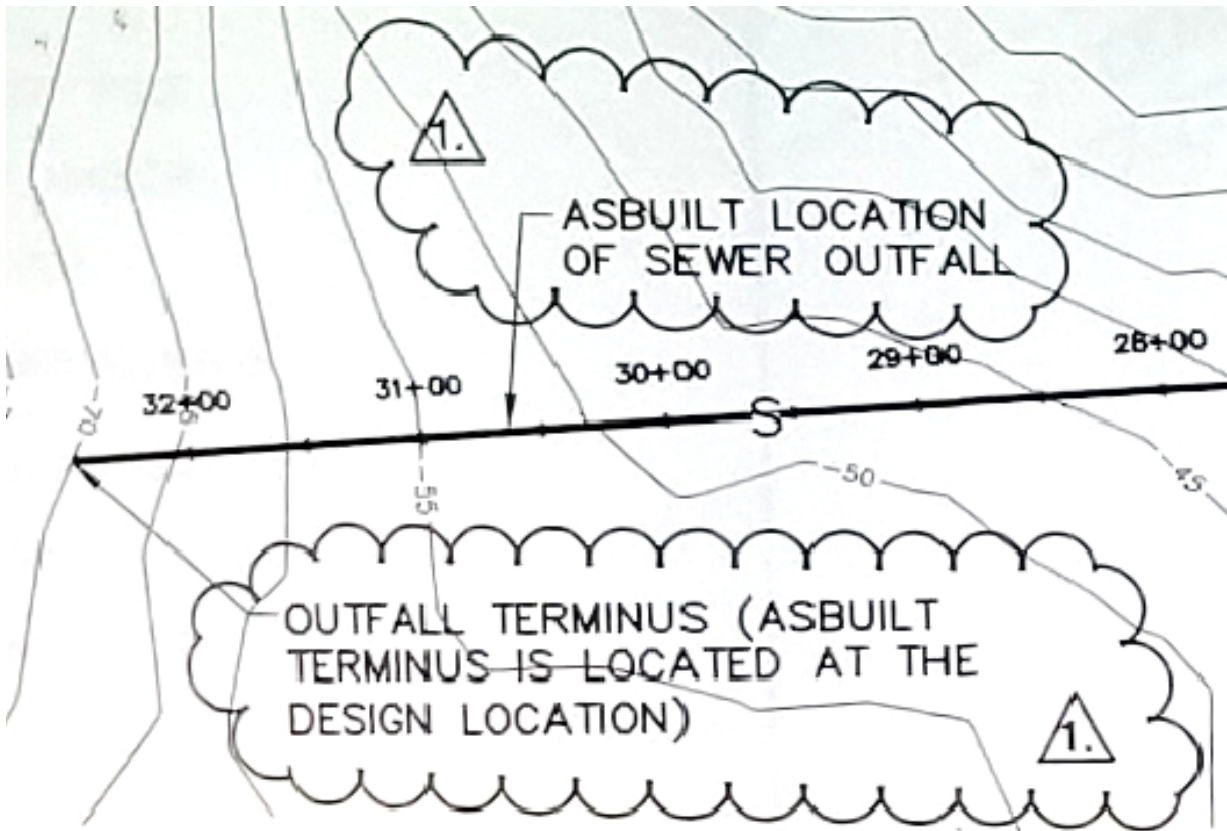 1.
ASBUILT LOCATION
OF SEWER OUTFALL
32+00
31+00
30+00
29+00
28+00
-70
S
-55
-50
-45
OUTFALL TERMINUS (ASBUILT
TERMINUS IS LOCATED AT THE
DESIGN LOCATION)
1.